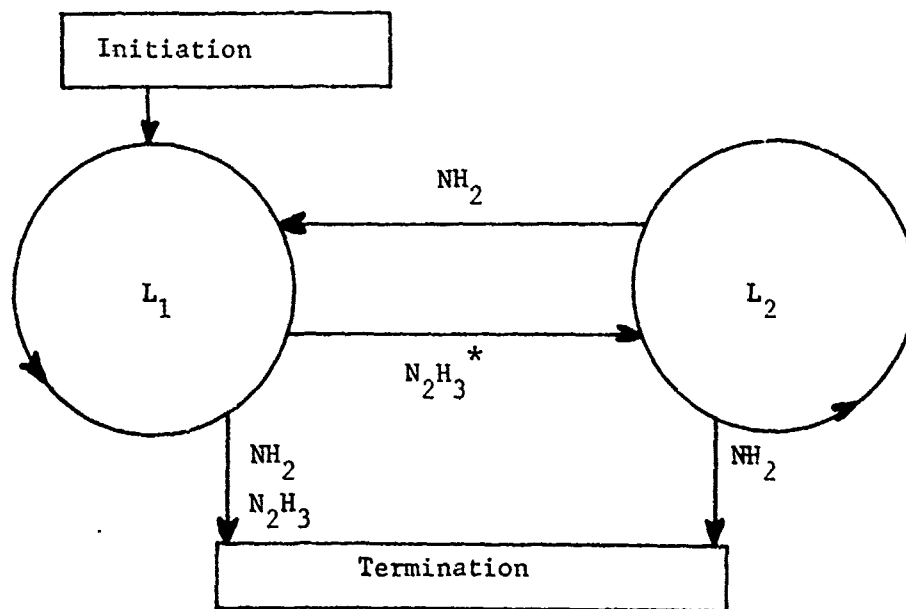 Initiation
NH2
L1
L2
N2H3*
NH2
N2H3
NH2
Termination